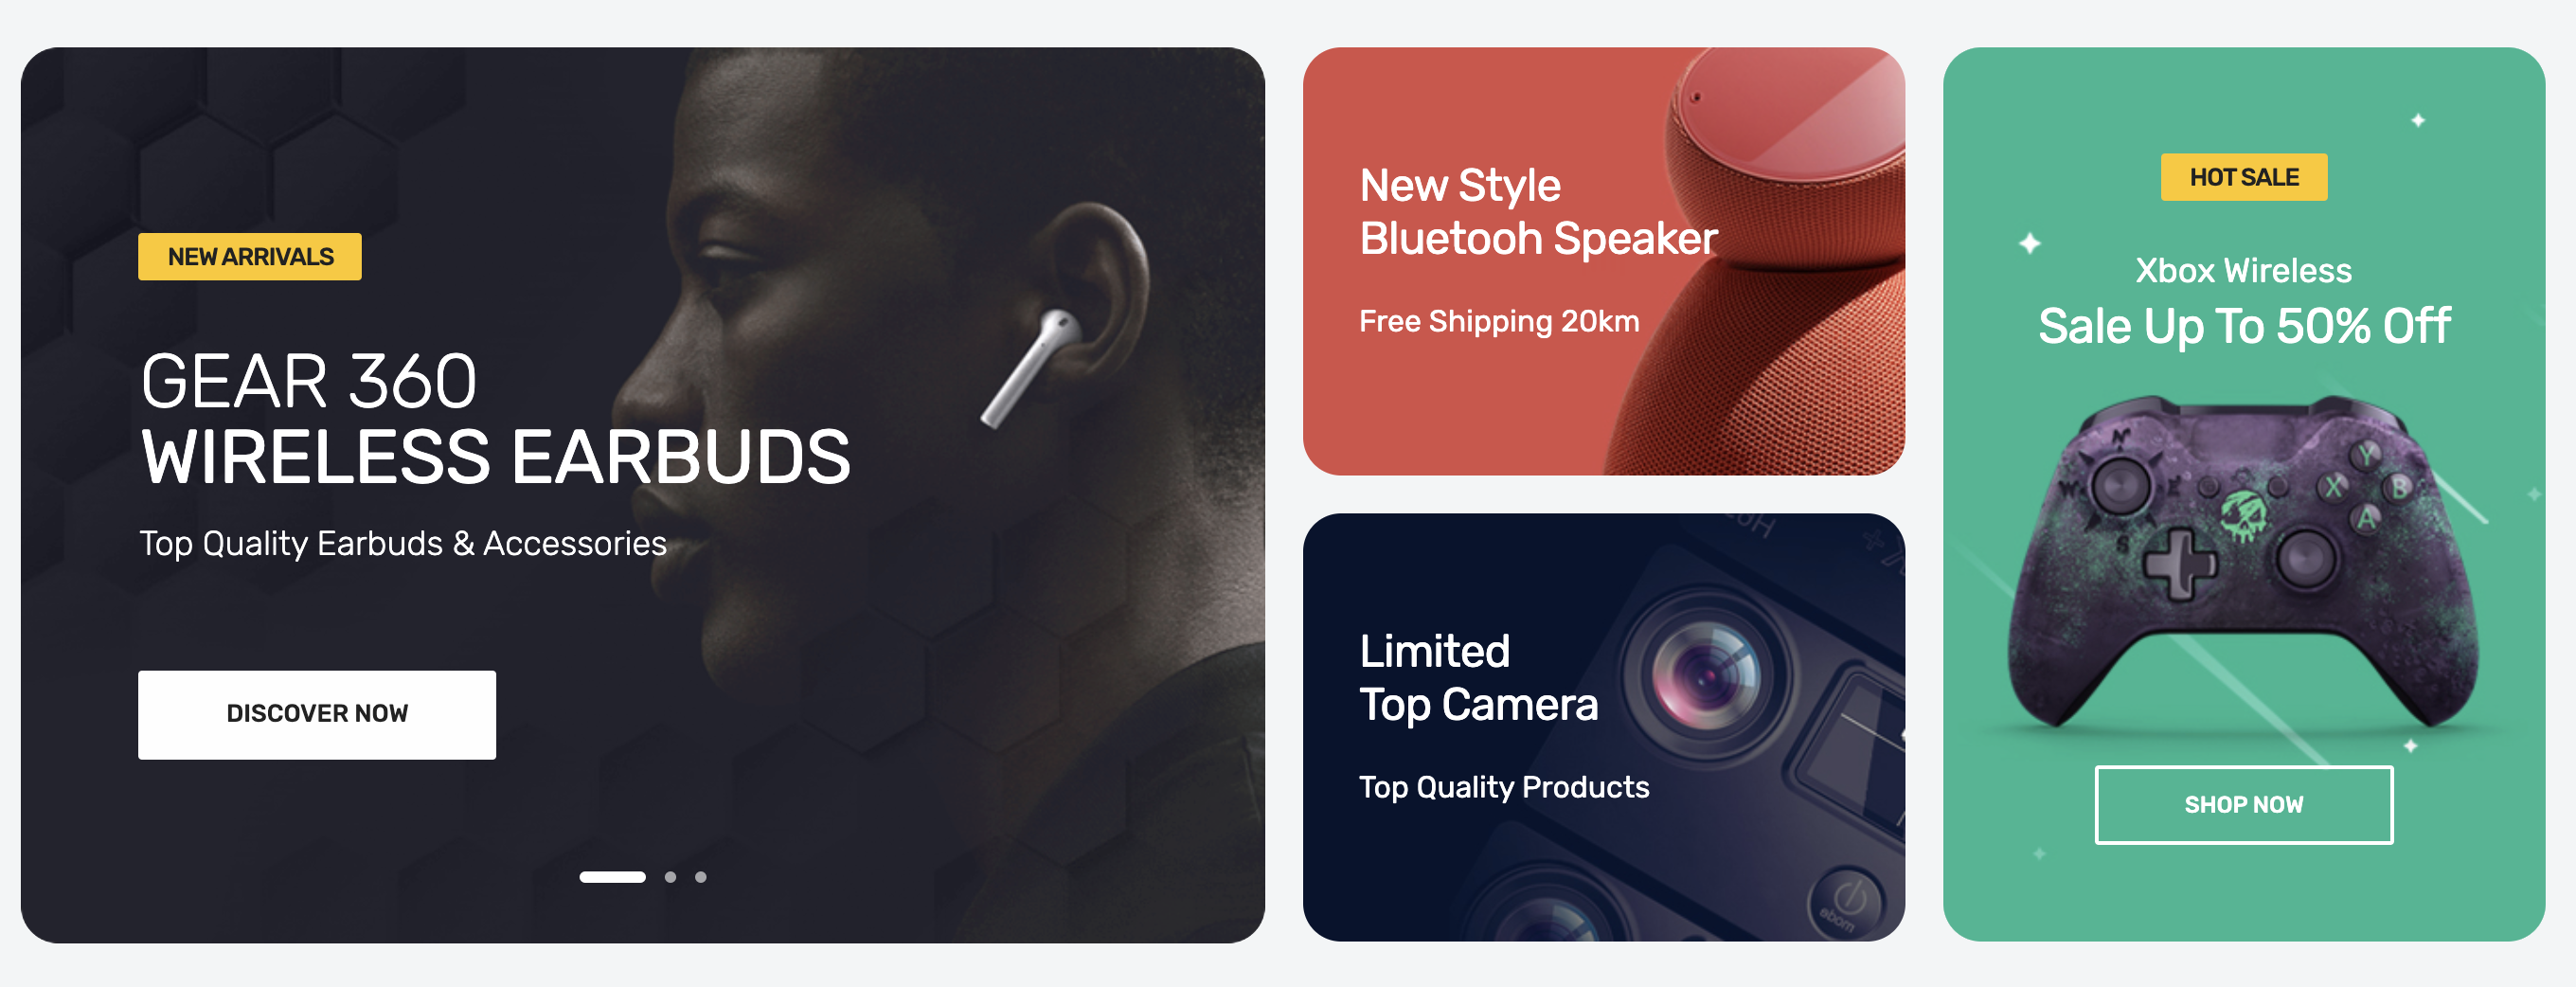 NEW ARRIVALS
GEAR 360
WIRELESS EARBUDS
Top Quality Earbuds & Accessories
DISCOVER NOW
New Style
Bluetooh Speaker
Free Shipping 20km
Limited
Top Camera
Top Quality Products
mode
HOT SALE
Xbox Wireless
Sale Up To 50% Off
N
W
E
S
Y
X
B
A
SHOP NOW